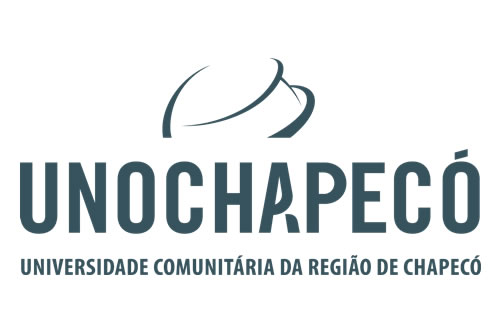 UNOCHAPECÓ
UNIVERSIDADE COMUNITÁRIA DA REGIÃO DE CHAPECÓ